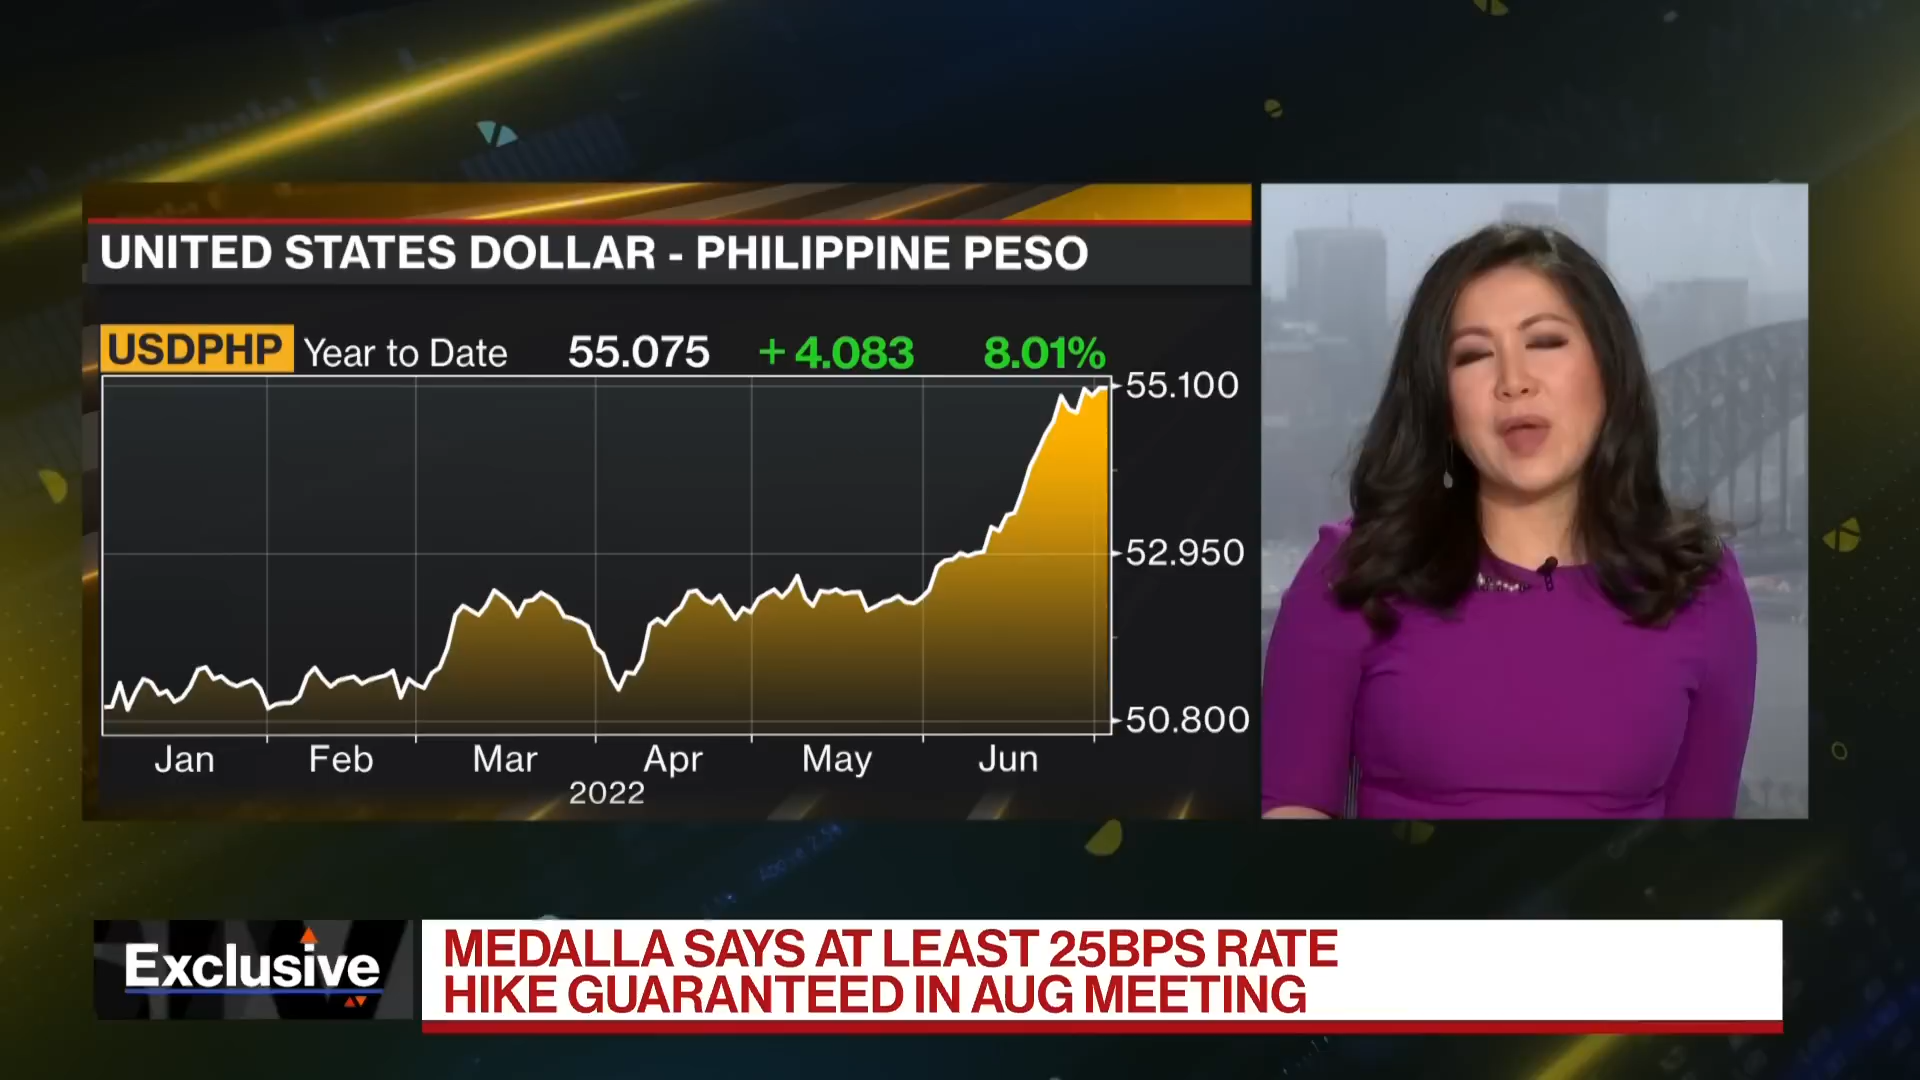 UNITED STATES DOLLAR - PHILIPPINE PESO
USDPHP Year to Date 55.075 +4.083 8.01%
55.100
52.950
50.800
Jan Feb Mar Apr May Jun
2022
Exclusive
MEDALLA SAYS AT LEAST 25BPS RATE
HIKE GUARANTEED IN AUG MEETING